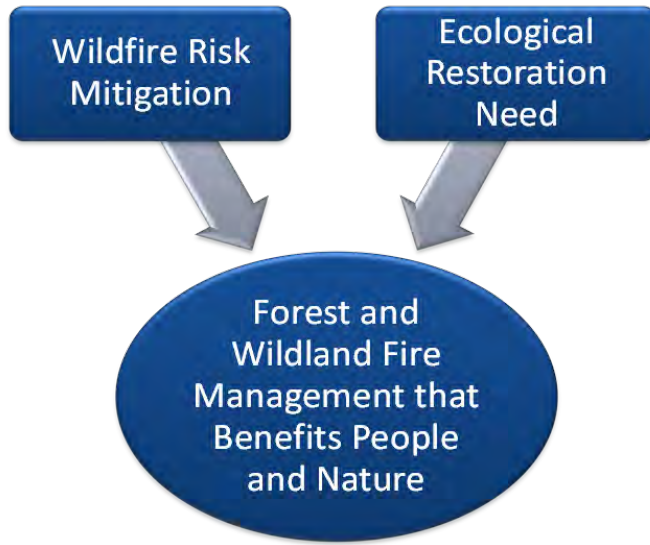 Wildfire Risk
Mitigation
Ecological
Restoration
Need
Forest and
Wildland Fire
Management that
Benefits People
and Nature